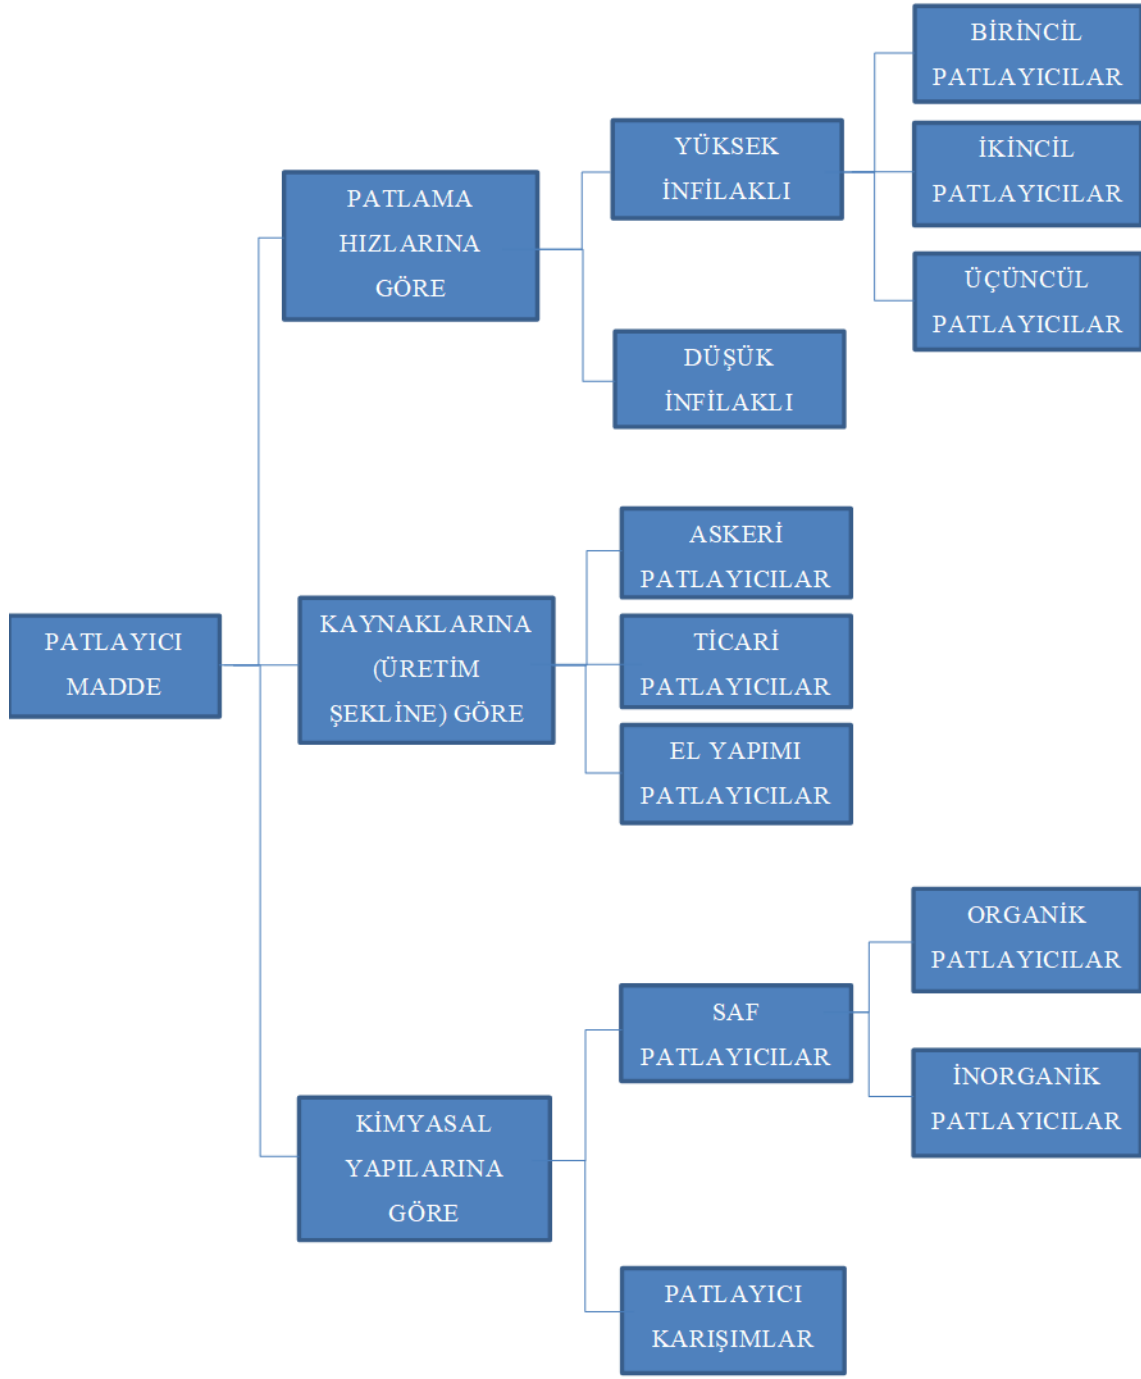 PATLAYICI
MADDE
PATLAMA
HIZLARINA
GÖRE
YÜKSEK
İNFİLAKLI
BİRİNCİL
PATLAYICILAR
İKİNCİL
PATLAYICILAR
ÜÇÜNCÜL
PATLAYICILAR
DÜŞÜK
İNFİLAKLI
KAYNAKLARINA
(ÜRETİM
ŞEKLİNE) GÖRE
ASKERİ
PATLAYICILAR
TİCARİ
PATLAYICILAR
EL YAPIMI
PATLAYICILAR
KİMYASAL
YAPILARINA
GÖRE
SAF
PATLAYICILAR
ORGANİK
PATLAYICILAR
İNORGANİK
PATLAYICILAR
PATLAYICI
KARIŞIMLAR